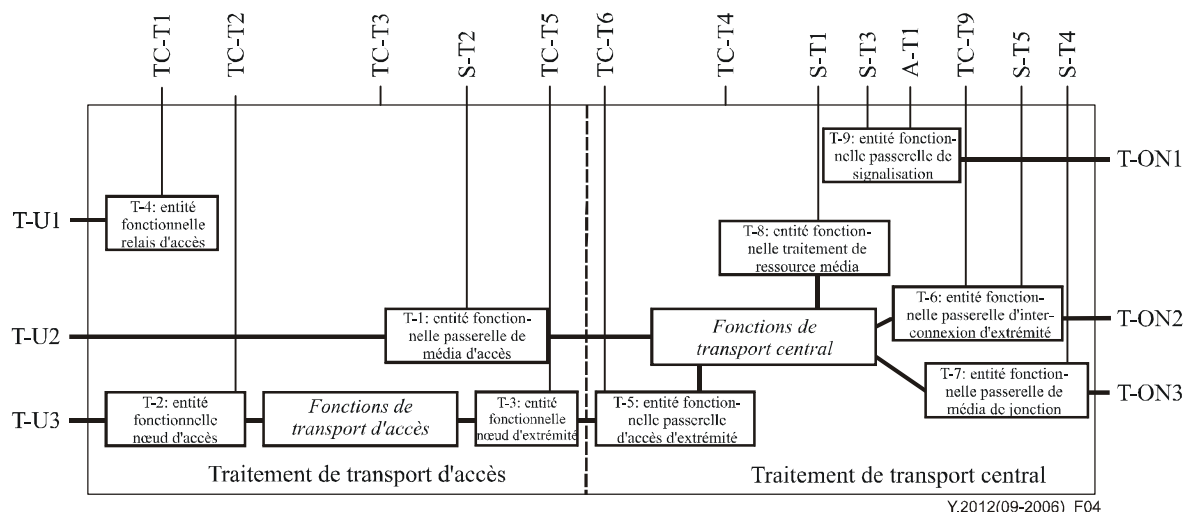 TC-T1
TC-T2
TC-T3
S-T2
TC-T5
TC-T6
TC-T4
S-T1
S-T3
A-T1
TC-T9
S-T5
S-T4
T-9: entité fonction-
nelle passerelle de
signalisation
T-ON1
T-U1
T-4: entité
fonctionnelle
relais d'accès
T-8: entité fonction-
nelle traitement de
ressource média
T-U2
T-1: entité fonction-
nelle passerelle de
média d'accès
Fonctions de
transport central
T-6: entité fonction-
nelle passerelle d'inter-
connexion d'extrémité
T-ON2
T-7: entité fonction-
nelle passerelle de
média de jonction
T-ON3
T-U3
T-2: entité
fonctionnelle
nœud d'accès
Fonctions de
transport d'accès
T-3: entité
fonctionnelle
nœud d'extrémité
T-5: entité fonction-
nelle passerelle
d'accès d'extrémité
Traitement de transport d'accès
Traitement de transport central
Y.2012(09-2006)_F04